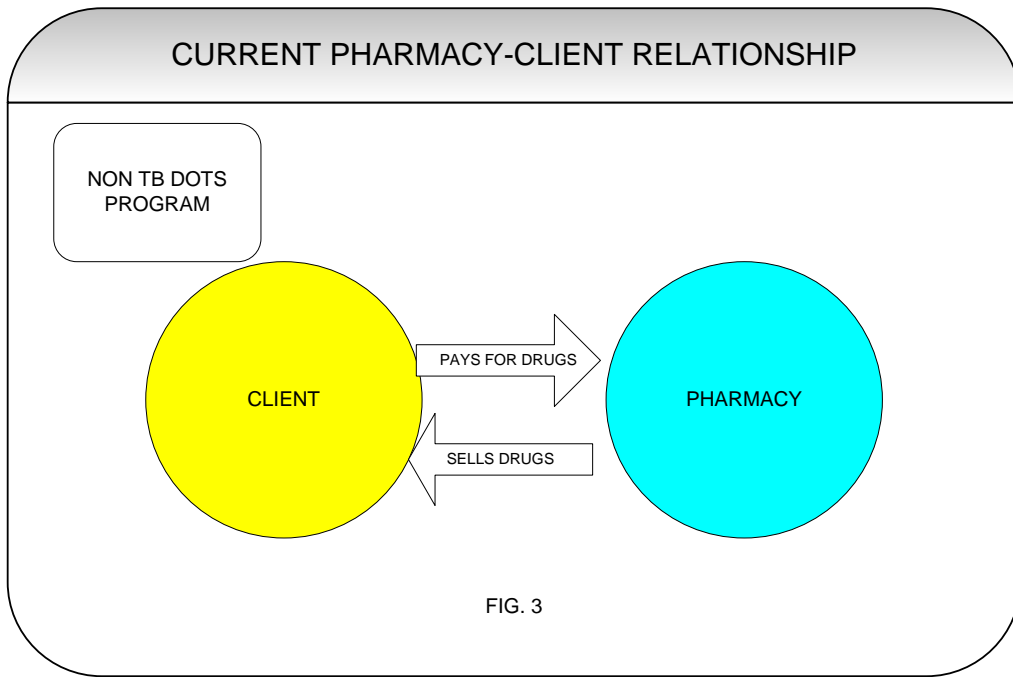 CURRENT PHARMACY-CLIENT RELATIONSHIP
NON TB DOTS
PROGRAM
PAYS FOR DRUGS
CLIENT
PHARMACY
SELLS DRUGS
FIG. 3